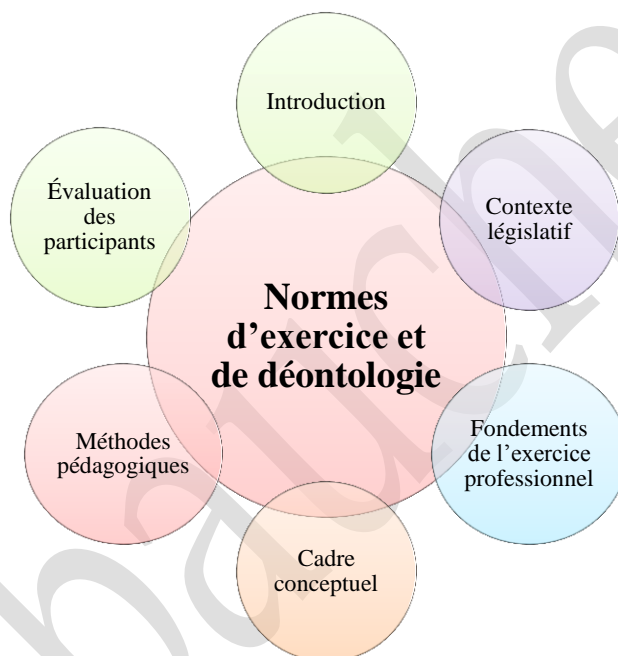 Introduction
Contexte
législatif
Fondements
de l'exercice
professionnel
Cadre
conceptuel
Méthodes
pédagogiques
Évaluation
des
participants
Normes
d'exercice et
de déontologie